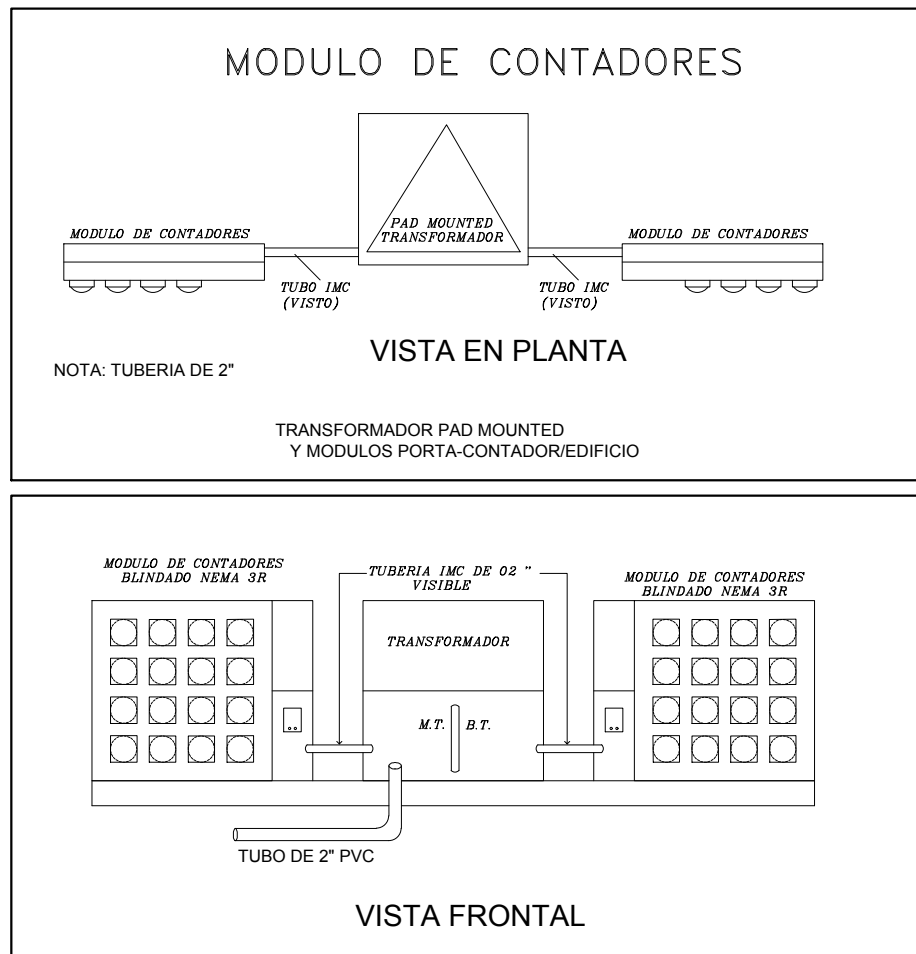 MODULO DE CONTADORES
PAD MOUNTED
TRANSFORMADOR
MODULO DE CONTADORES
MODULO DE CONTADORES
TUBO IMC
(VISTO)
TUBO IMC
(VISTO)
VISTA EN PLANTA
NOTA: TUBERIA DE 2"
TRANSFORMADOR PAD MOUNTED
Y MODULOS PORTA-CONTADOR/EDIFICIO
MODULO DE CONTADORES
BLINDADO NEMA 3R
TUBERIA IMC DE 02 "
VISIBLE
MODULO DE CONTADORES
BLINDADO NEMA 3R
TRANSFORMADOR
M.T.
B.T.
TUBO DE 2" PVC
VISTA FRONTAL